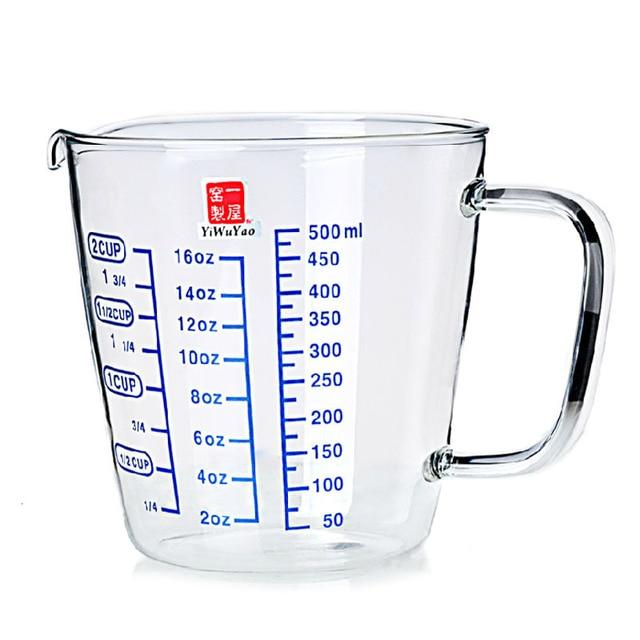 一屋
窑製
YiWuYao
2CUP
1 3/4
1 1/2CUP
1 1/4
1CUP
3/4
1/2CUP
1/4
16oz
14oz
12oz
10oz
8oz
6oz
4oz
2oz
500 ml
450
400
350
300
250
200
150
100
50